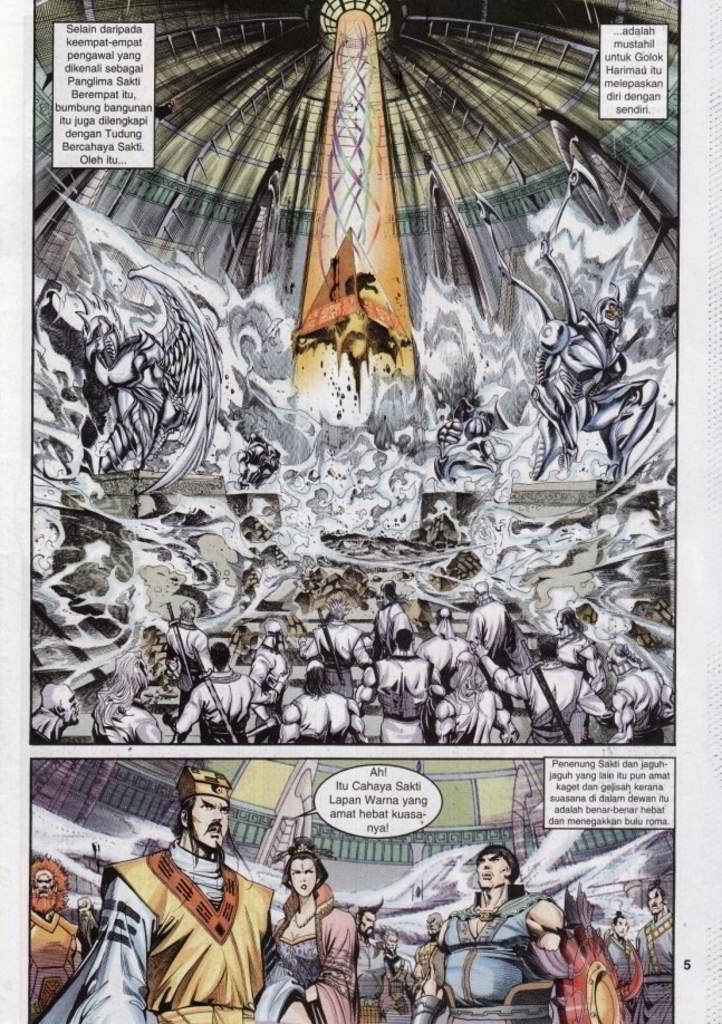 Selain daripada
keempat-empat
pengawal yang
dikenali sebagai
Panglima Sakti
Berempat itu,
bumbung bangunan
itu juga dilengkapi
dengan Tudung
Bercahaya Sakti.
Oleh itu...
...adalah
mustahil
untuk Golok
Harimau itu
melepaskan
diri dengan
sendiri.
Ah!
Itu Cahaya Sakti
Lapan Warna yang
amat hebat kuasa-
nya!
Penenung Sakti dan jaguh-
jaguh yang lain itu pun amat
kaget dan gelisah kerana
suasana di dalam dewan itu
adalah benar-benar hebat
dan menegakkan bulu roma.
5